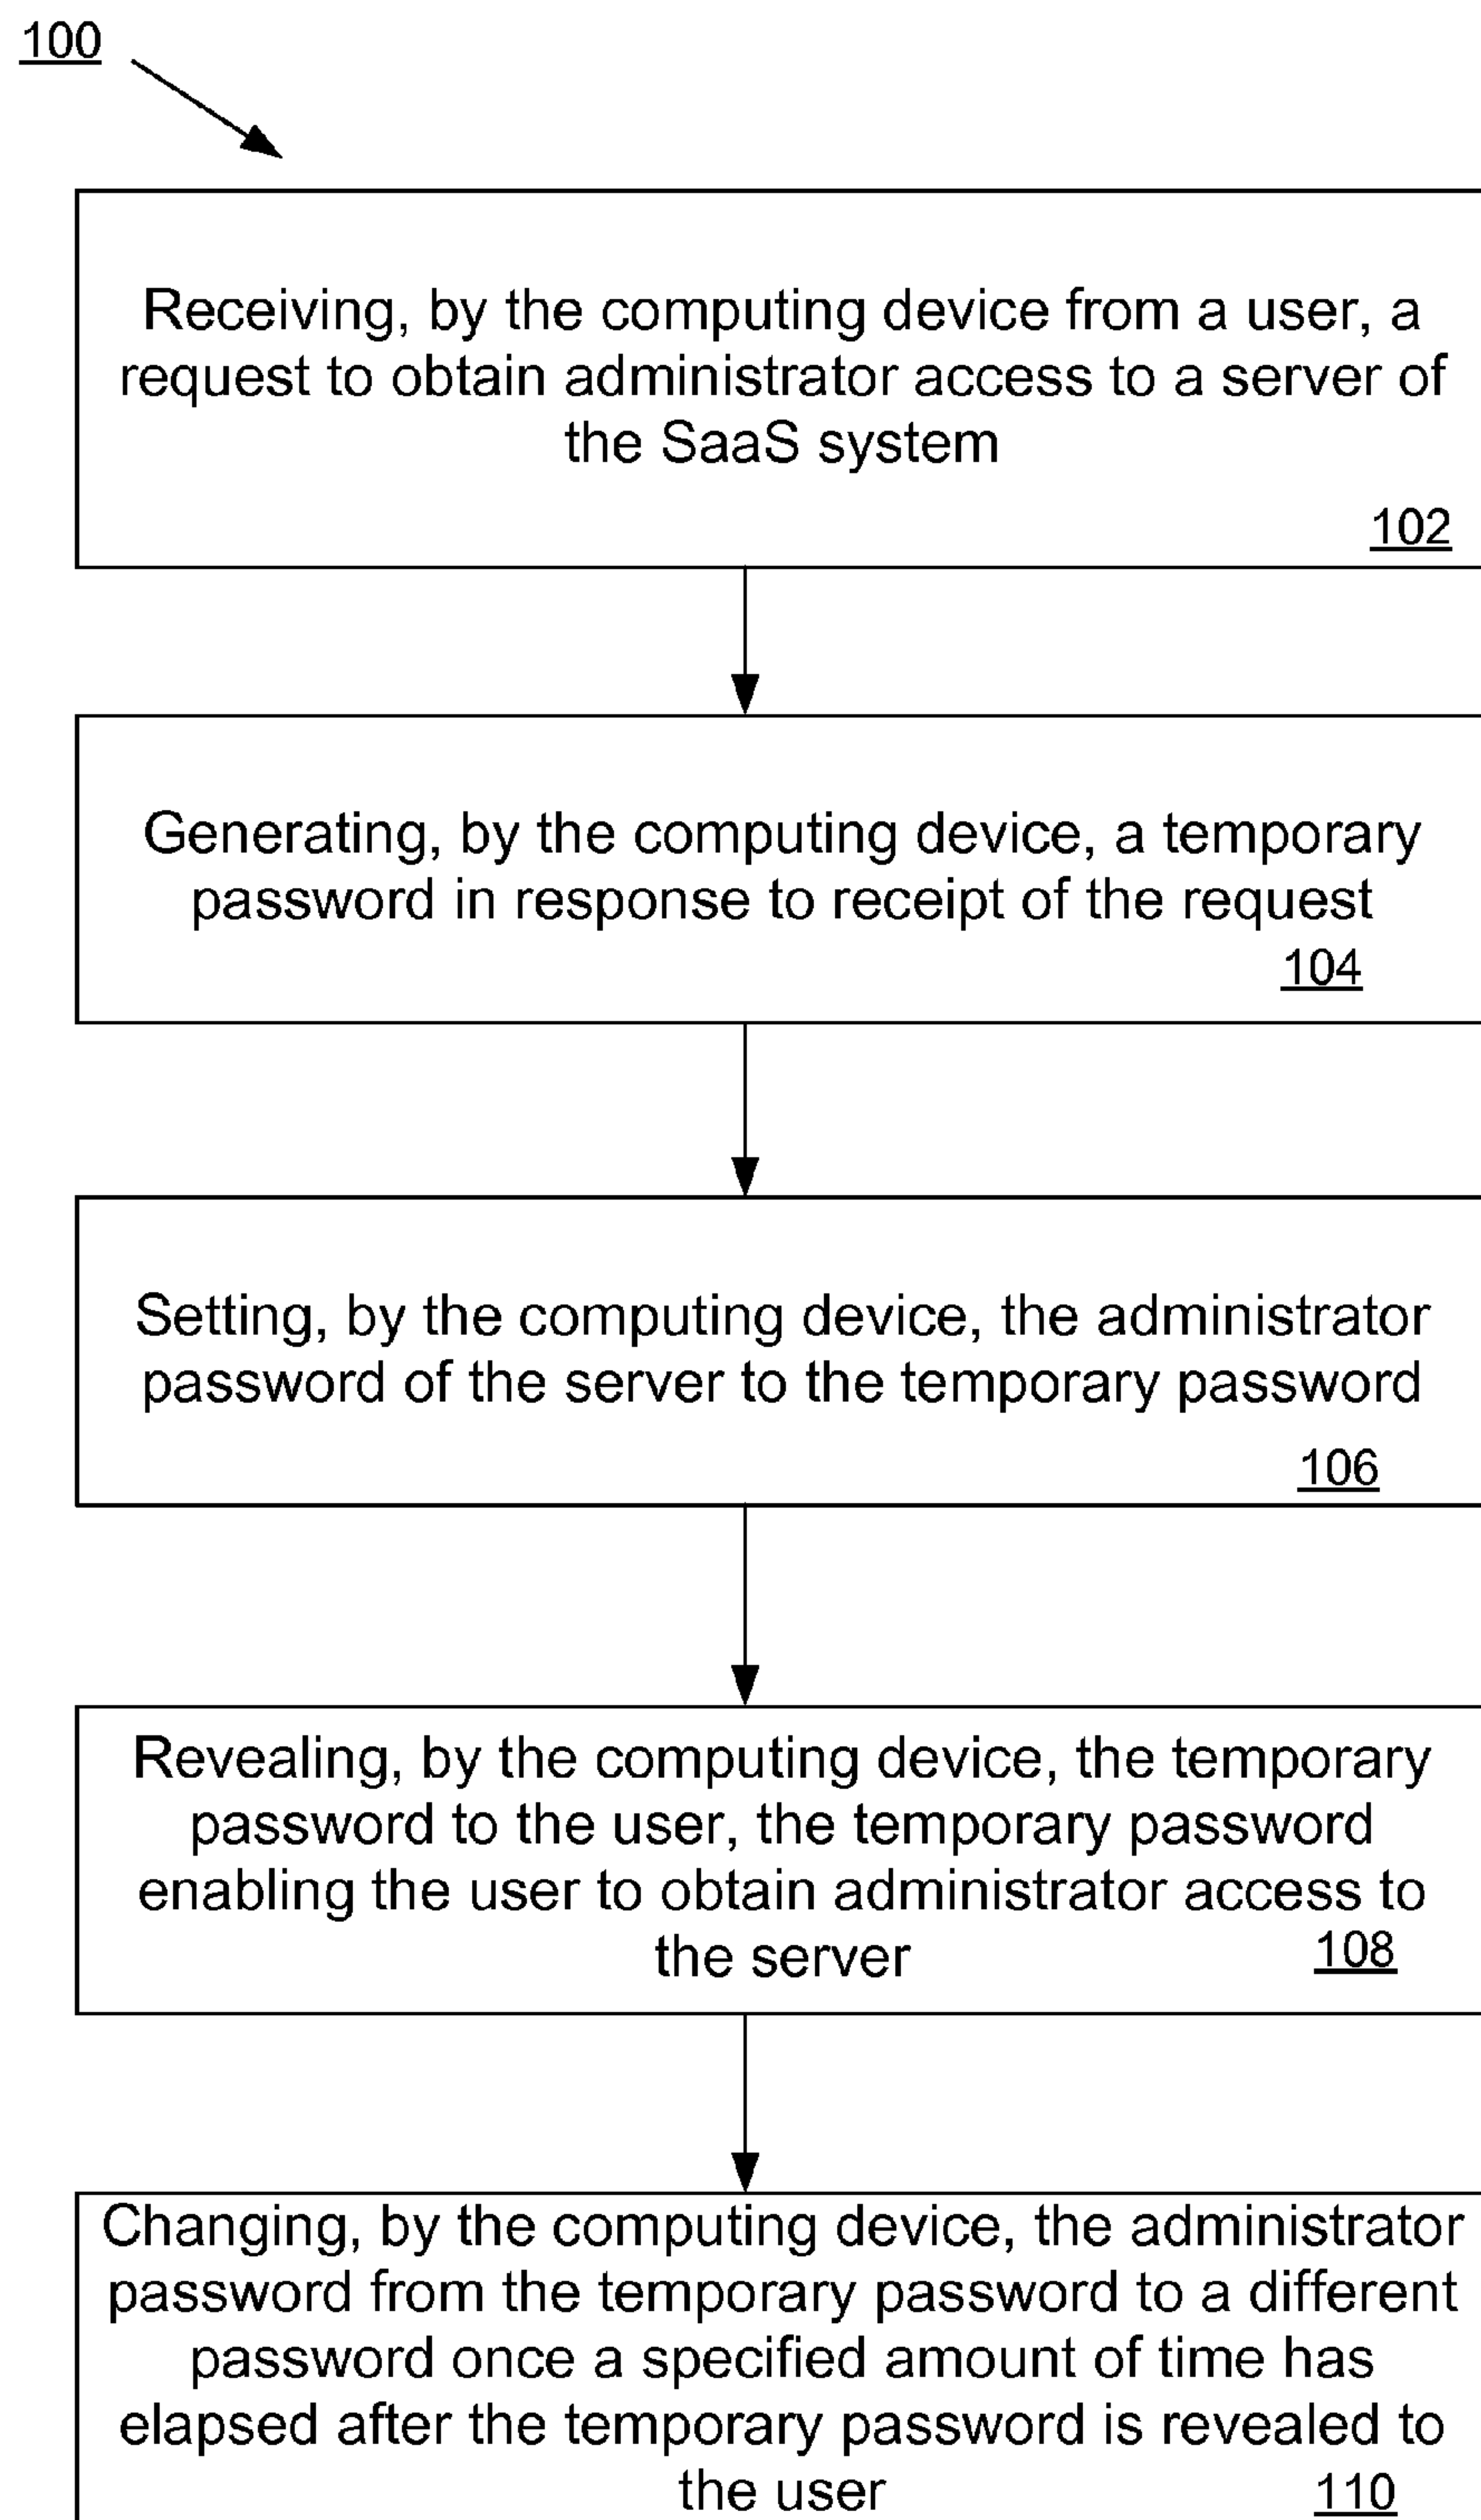 100
Receiving, by the computing device from a user, a
request to obtain administrator access to a server of
the SaaS system
102
Generating, by the computing device, a temporary
password in response to receipt of the request
104
Setting, by the computing device, the administrator
password of the server to the temporary password
106
Revealing, by the computing device, the temporary
password to the user, the temporary password
enabling the user to obtain administrator access to
the server
108
Changing, by the computing device, the administrator
password from the temporary password to a different
password once a specified amount of time has
elapsed after the temporary password is revealed to
the user
110